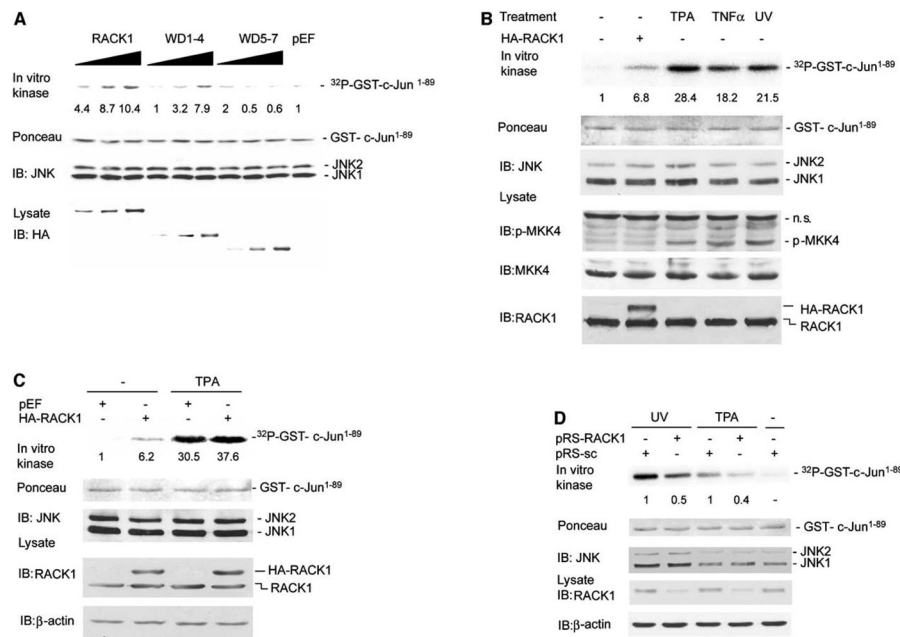 A
RACK1 WD1-4 WD5-7 pEF
In vitro kinase
- ³²P-GST-c-Jun¹⁻⁸⁹
4.4 8.7 10.4 1 3.2 7.9 2 0.5 0.6 1
Ponceau - GST- c-Jun¹⁻⁸⁹
IB: JNK - JNK2
- JNK1
Lysate
IB: HA
B
Treatment - - TPA TNFα UV
HA-RACK1 - + - - -
In vitro
kinase - ³²P-GST-c-Jun¹⁻⁸⁹
1 6.8 28.4 18.2 21.5
Ponceau - GST- c-Jun¹⁻⁸⁹
IB: JNK - JNK2
- JNK1
Lysate
- n.s.
IB:p-MKK4
- p-MKK4
IB:MKK4 - MKK4
IB:RACK1 - HA-RACK1
RACK1
C
- TPA
pEF + - + -
HA-RACK1 - + - +
In vitro
kinase
- ³²P-GST- c-Jun¹⁻⁸⁹
1 6.2 30.5 37.6
Ponceau - GST- c-Jun¹⁻⁸⁹
IB: JNK - JNK2
- JNK1
Lysate
IB:RACK1 - HA-RACK1
RACK1
IB:β-actin
D
UV TPA -
pRS-RACK1 - + - + -
pRS-sc + - + - +
In vitro
kinase
- ³²P-GST-c-Jun¹⁻⁸⁹
1 0.5 1 0.4 -
Ponceau - GST- c-Jun¹⁻⁸⁹
IB: JNK - JNK2
- JNK1
Lysate
IB:RACK1
IB:β-actin